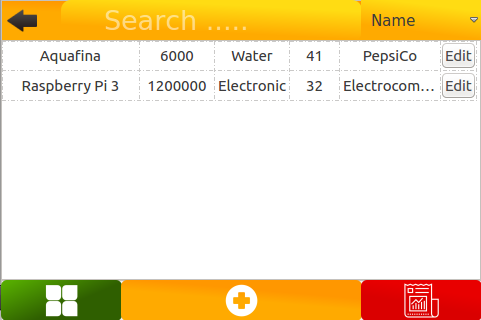 Search ..... Name
Aquafina 6000 Water 41 PepsiCo Edit
Raspberry Pi 3 1200000 Electronic 32 Electrocom... Edit